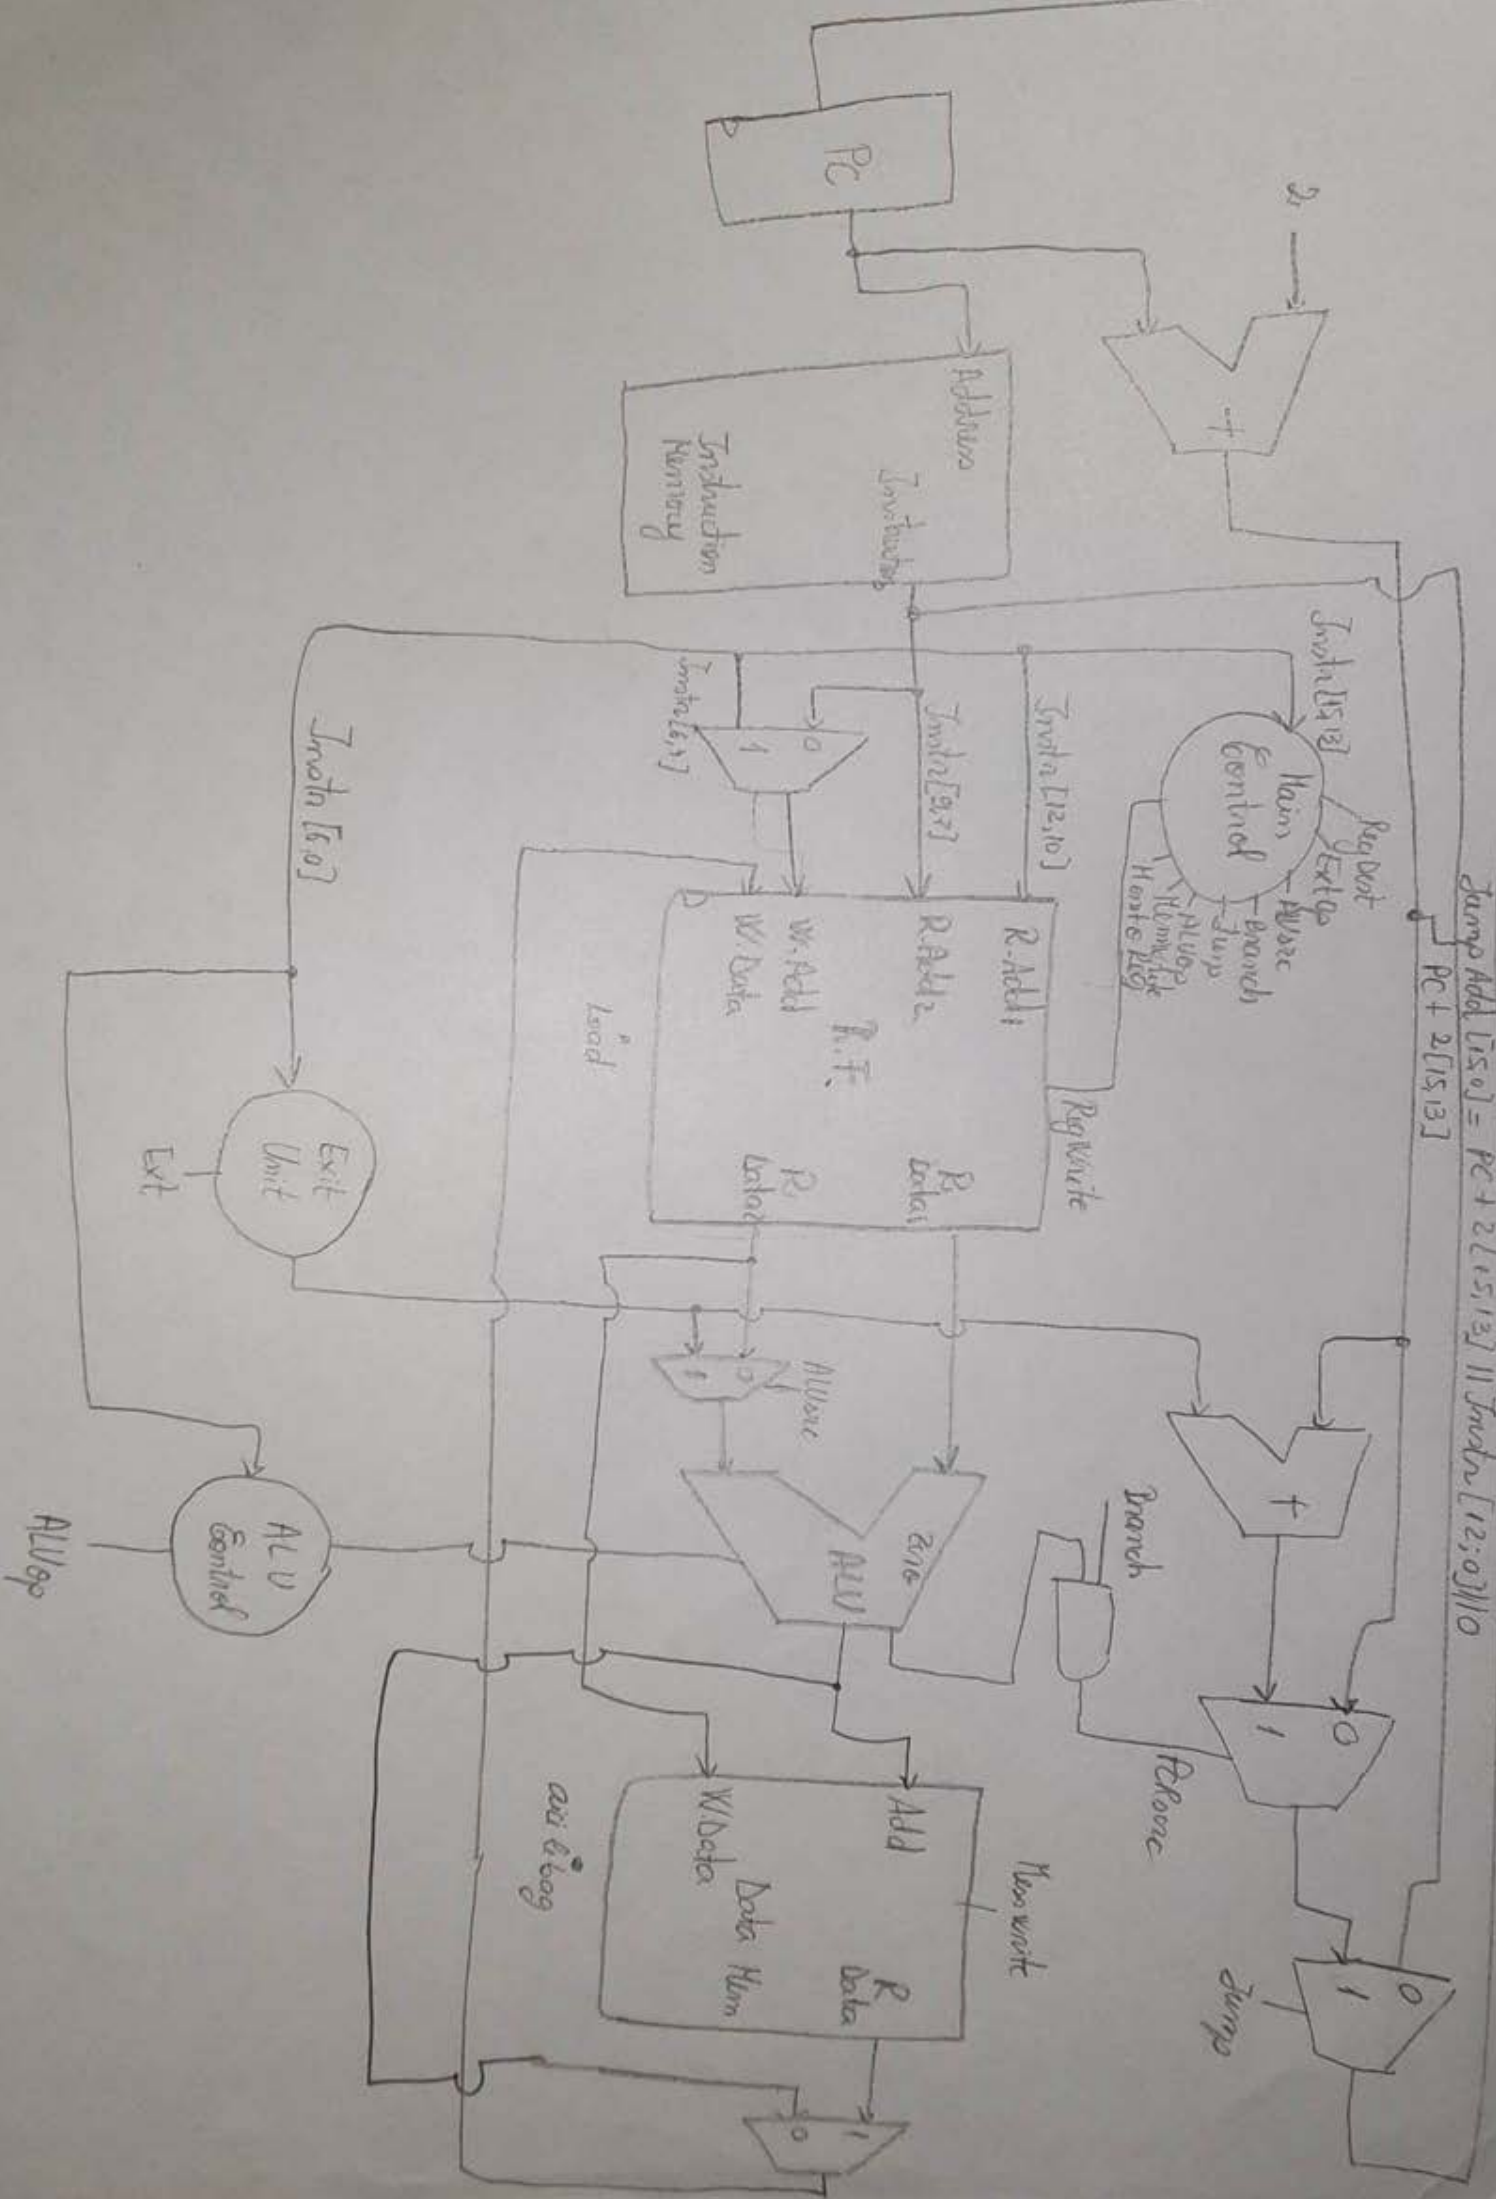 Jump Add [15,0] = PC + 2[15,13] || Instr [12;0]||0
PC + 2[15,13]
2
+
PC
Address
Instruction
Instruction
Memory
Instr[15,13]
Main
Control
RegDest
ExtOp
ALUsrc
Branch
Jump
ALUOp
MemWrite
MemtoReg
Instr[12,10]
Instr[9,7]
0
1
Instr[6,4]
Instr[6,0]
RegWrite
R.Add1
R.Add2
W.Add
W.Data
R.F.
R.
Data1
R.
Data2
Load
Exit
Unit
Ext
ALUsrc
0
1
Zero
ALU
ALU
Control
ALUop
+
Branch
PCRsrc
0
1
0
1
Jump
MemWrite
Add
W.Data
R
Data
Data Mem
1
0